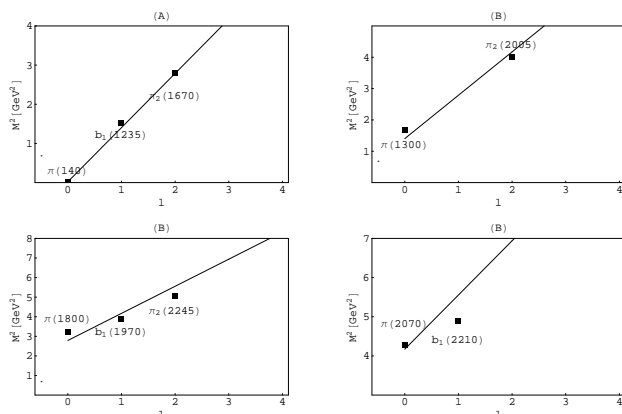 (A)
4
3
2
1
M²[GeV²]
π(140)
b₁(1235)
π₂(1670)
0 1 2 3 4
l
(B)
4
3
2
1
M²[GeV²]
π(1300)
π₂(2005)
0 1 2 3 4
l
(B)
8
7
6
5
4
3
2
1
M²[GeV²]
π(1800)
b₁(1970)
π₂(2245)
0 1 2 3 4
(B)
7
6
5
4
M²[GeV²]
π(2070)
b₁(2210)
0 1 2 3 4